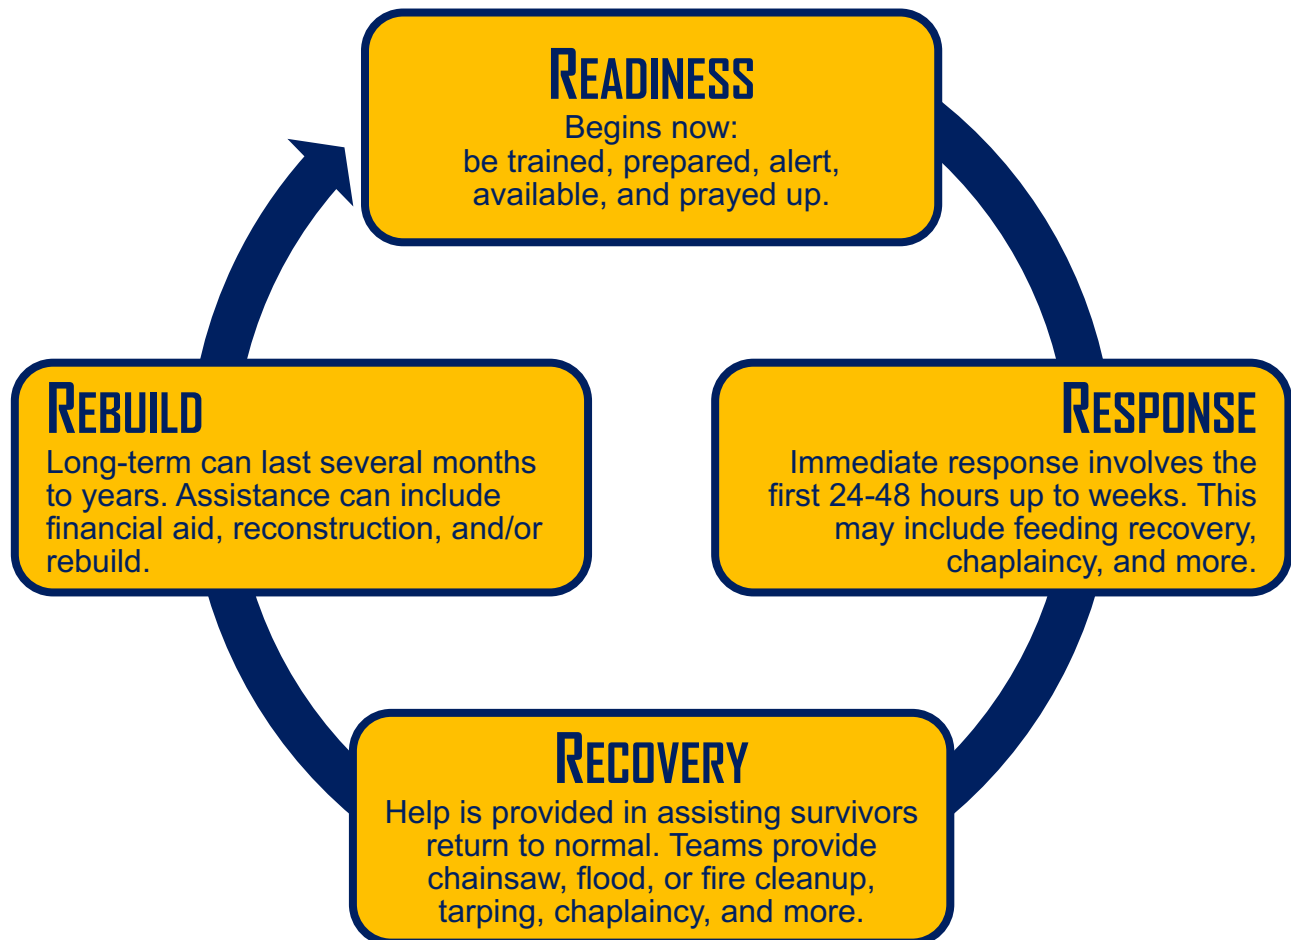 READINESS
Begins now:
be trained, prepared, alert,
available, and prayed up.
RESPONSE
Immediate response involves the
first 24-48 hours up to weeks. This
may include feeding recovery,
chaplaincy, and more.
RECOVERY
Help is provided in assisting survivors
return to normal. Teams provide
chainsaw, flood, or fire cleanup,
tarping, chaplaincy, and more.
REBUILD
Long-term can last several months
to years. Assistance can include
financial aid, reconstruction, and/or
rebuild.